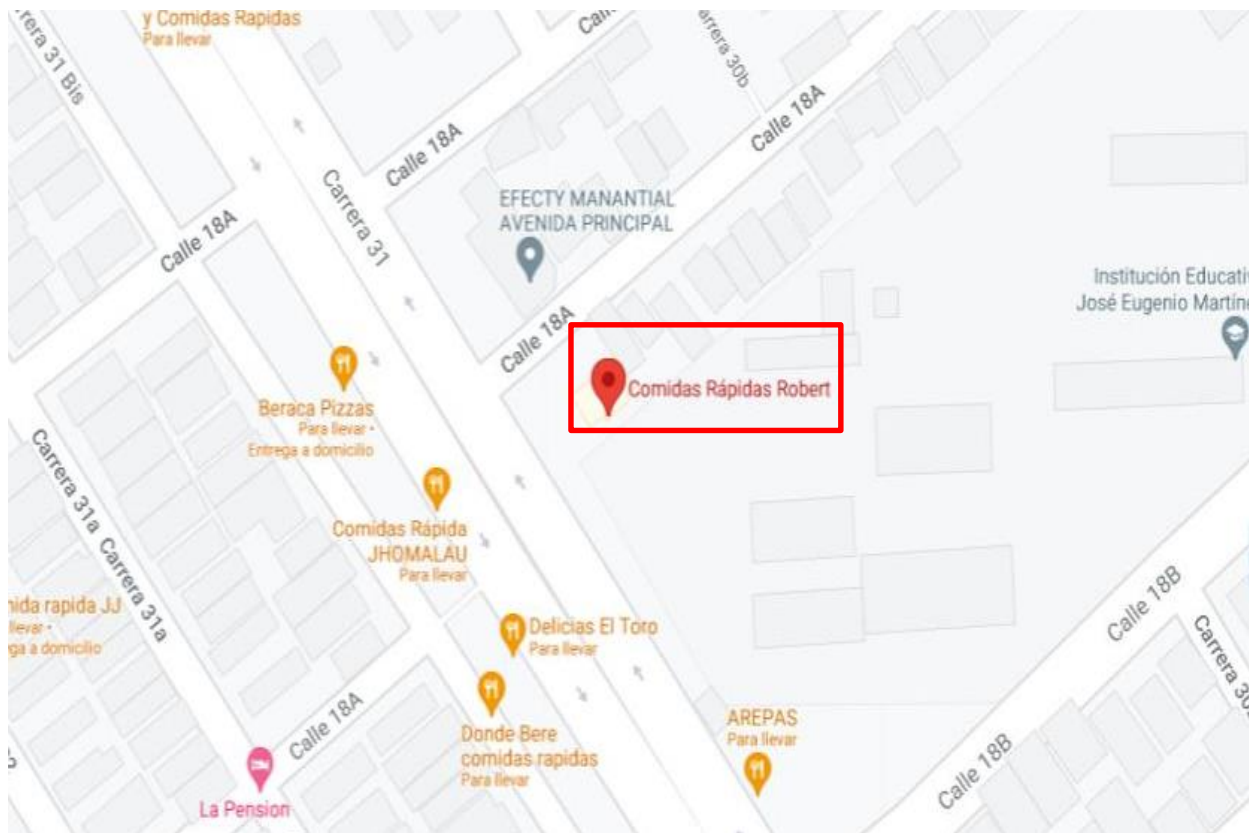 y Comidas Rapidas
Para llevar
Carrera 31 Bis
Carrera 30b
Calle 18A
Calle 18A
Carrera 31
Calle 18A
EFECTY MANANTIAL
AVENIDA PRINCIPAL
Institución Educati
José Eugenio Martíne
Calle 18A
Comidas Rápidas Robert
Beraca Pizzas
Para llevar •
Entrega a domicilio
Carrera 31a
Carrera 31a
Comidas Rápida
JHOMALAU
Para llevar
ida rapida JJ
llevar •
ga a domicilio
Delicias El Toro
Para llevar
Calle 18B
Carrera 30
Calle 18A
Donde Bere
comidas rapidas
Para llevar
AREPAS
Para llevar
Calle 18B
La Pension